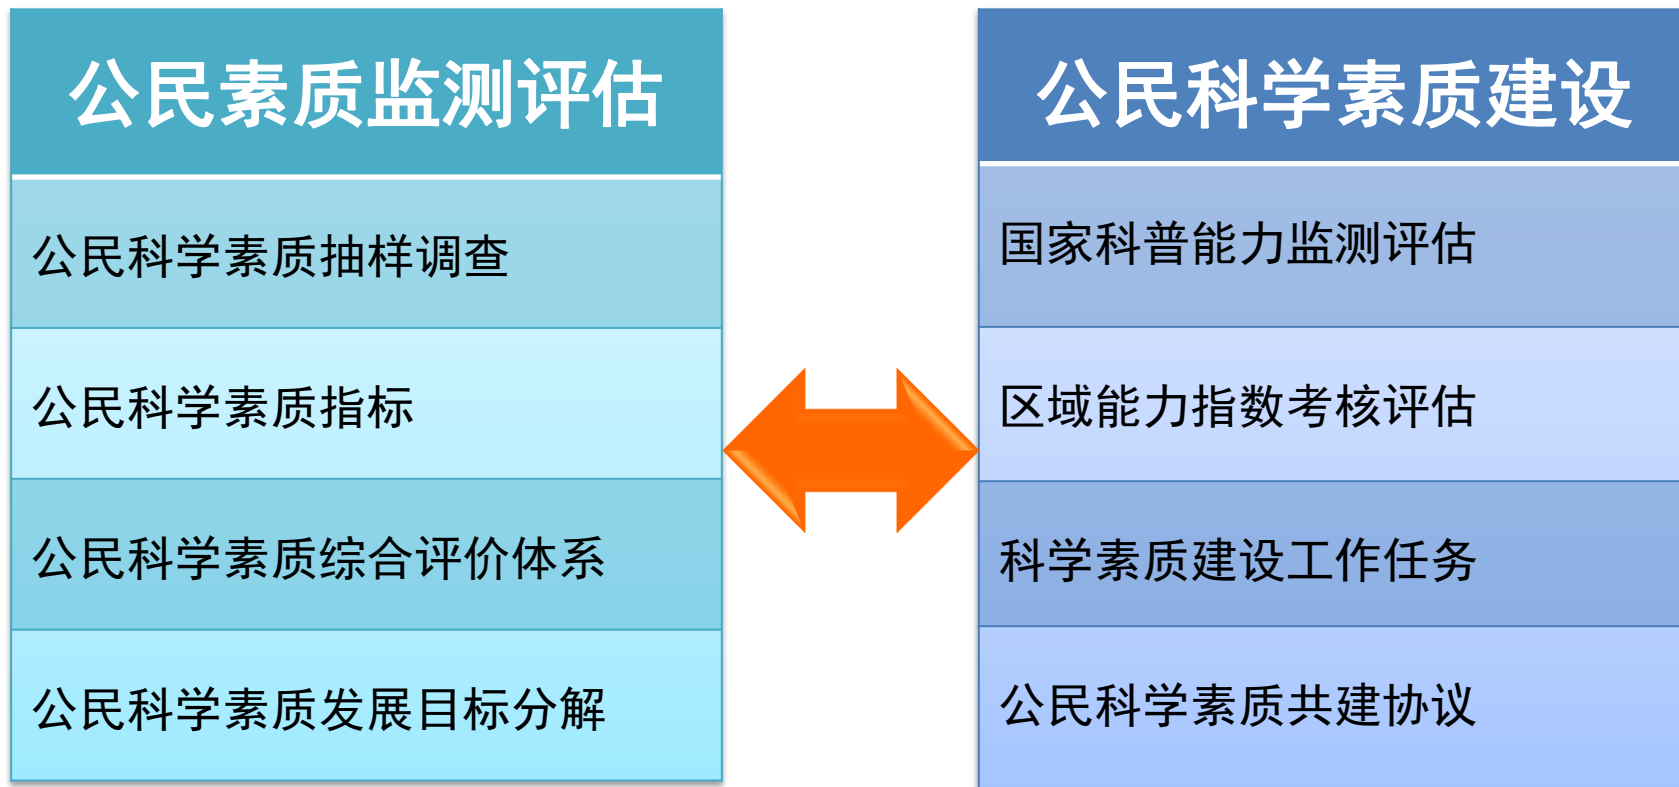 公民素质监测评估
公民科学素质抽样调查
公民科学素质指标
公民科学素质综合评价体系
公民科学素质发展目标分解
公民科学素质建设
国家科普能力监测评估
区域能力指数考核评估
科学素质建设工作任务
公民科学素质共建协议